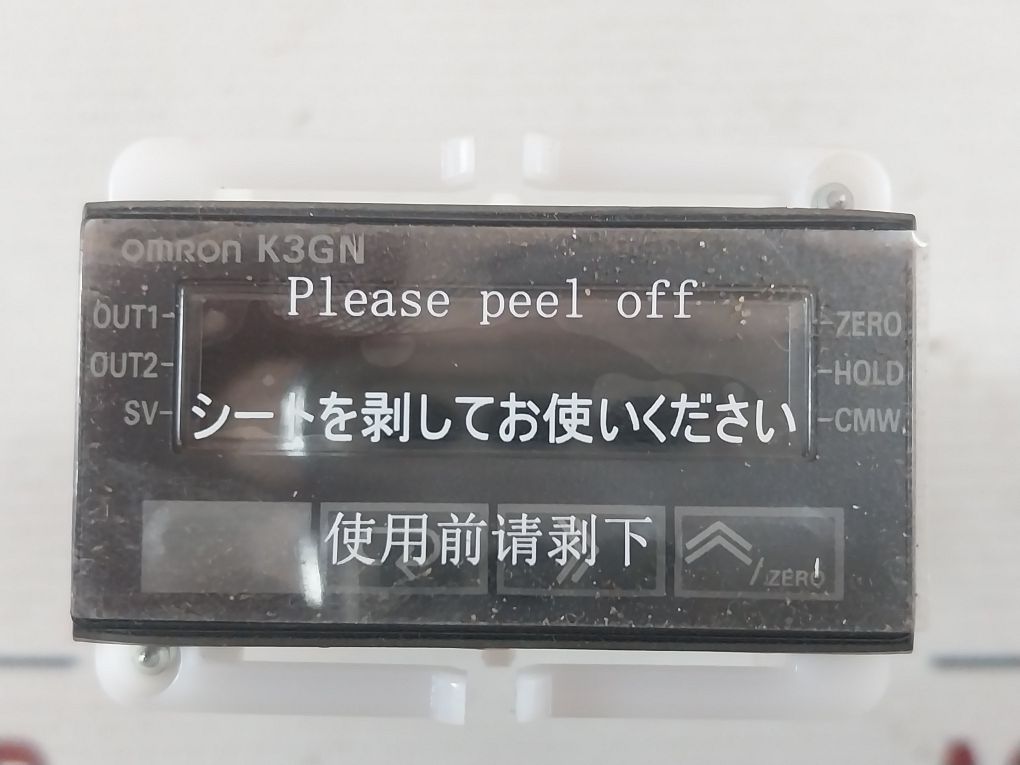 omron K3GN
Please peel off
OUT1
ZERO
OUT2
HOLD
SV
シートを剥してお使いください
CMW
使用前请剥下
P
/ZERO